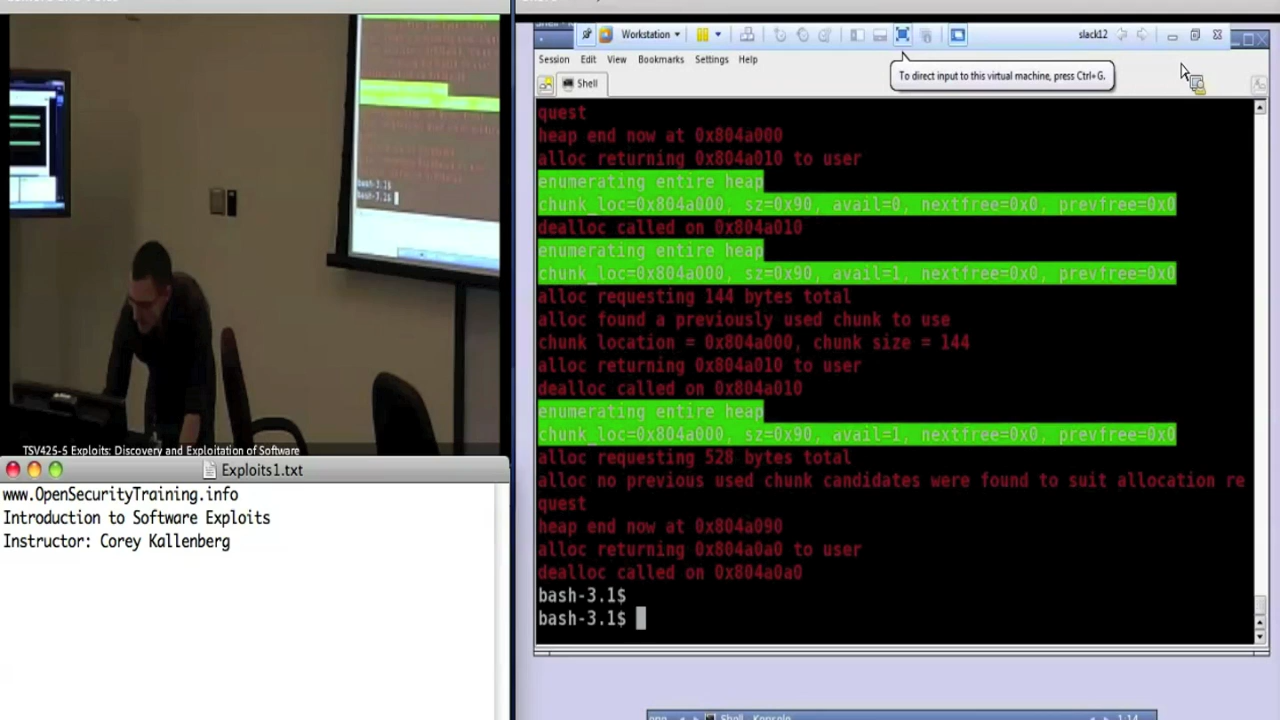 Workstation
slack12
Session Edit View Bookmarks Settings Help
To direct input to this virtual machine, press Ctrl+G.
Shell
quest
heap end now at 0x804a000
alloc returning 0x804a010 to user
enumerating entire heap
chunk_loc=0x804a000, sz=0x90, avail=0, nextfree=0x0, prevfree=0x0
dealloc called on 0x804a010
enumerating entire heap
chunk_loc=0x804a000, sz=0x90, avail=1, nextfree=0x0, prevfree=0x0
alloc requesting 144 bytes total
alloc found a previously used chunk to use
chunk location = 0x804a000, chunk size = 144
alloc returning 0x804a010 to user
dealloc called on 0x804a010
enumerating entire heap
chunk_loc=0x804a000, sz=0x90, avail=1, nextfree=0x0, prevfree=0x0
alloc requesting 528 bytes total
alloc no previous used chunk candidates were found to suit allocation re
quest
heap end now at 0x804a090
alloc returning 0x804a0a0 to user
dealloc called on 0x804a0a0
bash-3.1$
bash-3.1$
bash-3.1$
bash-3.1$
TSV425-5 Exploits: Discovery and Exploitation of Software
Exploits1.txt
www.OpenSecurityTraining.info
Introduction to Software Exploits
Instructor: Corey Kallenberg
Shell - Konsole